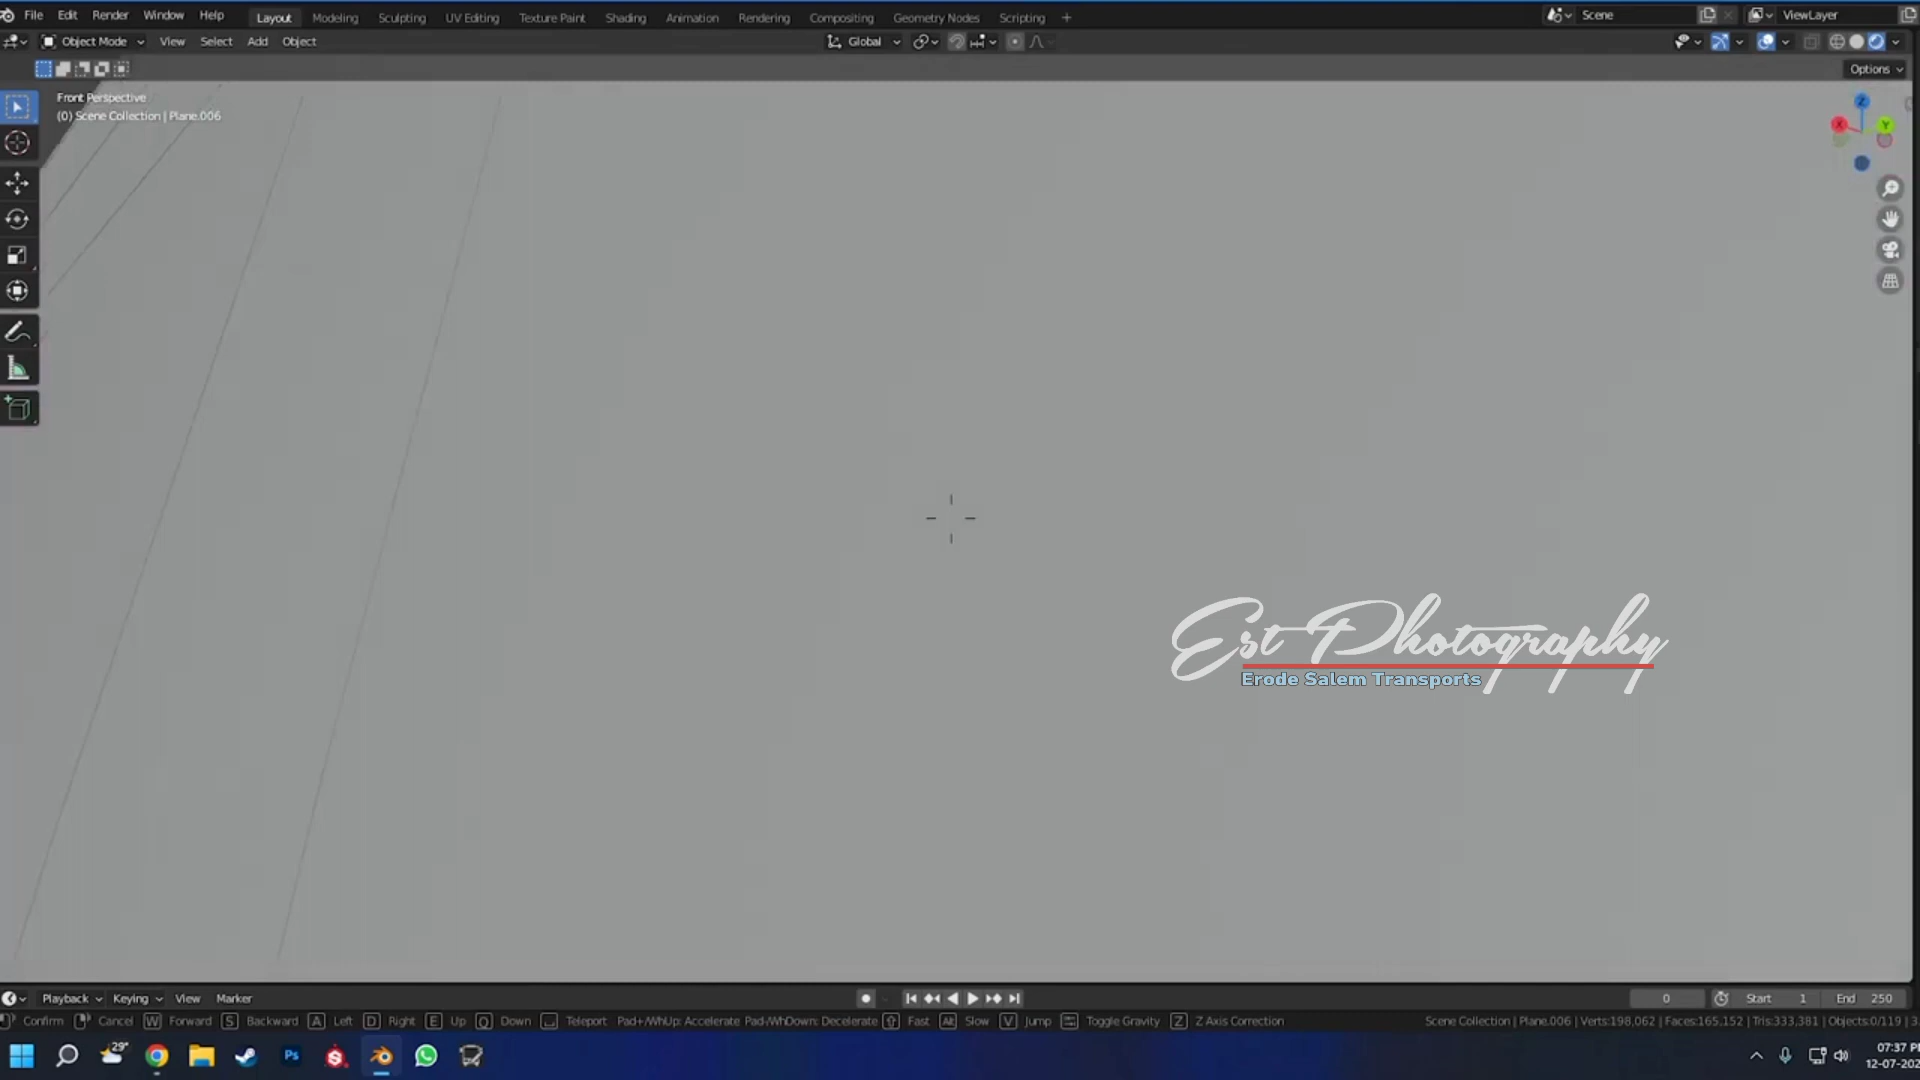 File Edit Render Window Help Layout Modeling Sculpting UV Editing Texture Paint Shading Animation Rendering Compositing Geometry Nodes Scripting + Scene ViewLayer
Object Mode View Select Add Object Global
Options
Front Perspective
(0) Scene Collection | Plane.006
X Y Z
Est Photography
Erode Salem Transports
Playback Keying View Marker 0 Start 1 End 250
Confirm Cancel W Forward S Backward A Left D Right E Up Q Down Teleport Pad+/WhUp: Accelerate Pad-/WhDown: Decelerate Fast Alt Slow V Jump Toggle Gravity Z Z Axis Correction Scene Collection | Plane.006 | Verts:198,062 | Faces:165,152 | Tris:333,381 | Objects:0/119 |
29° Ps 07:37